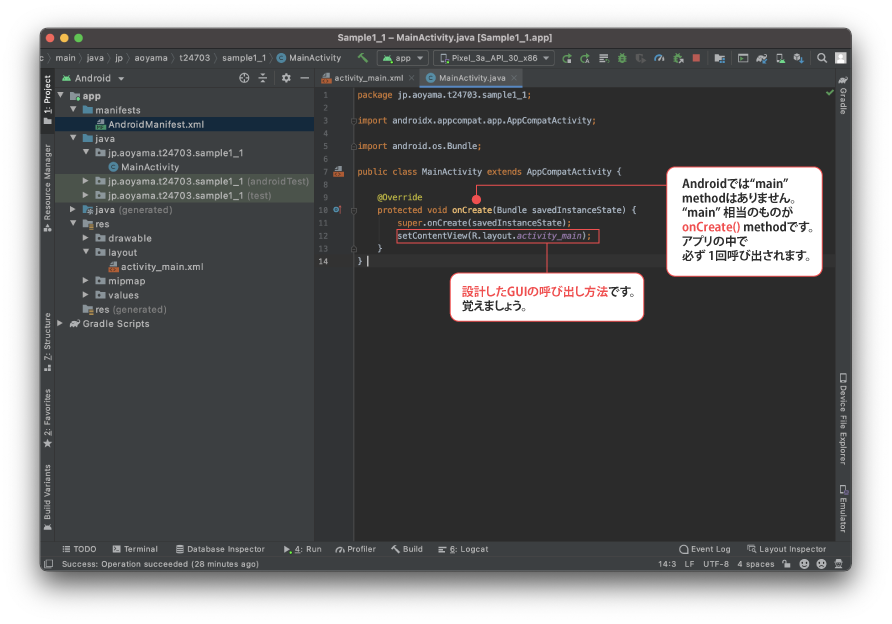 Sample1_1 – MainActivity.java [Sample1_1.app]
c › main › java › jp › aoyama › t24703 › sample1_1 › MainActivity
app
Pixel_3a_API_30_x86
Android
activity_main.xml
MainActivity.java
1: Project
Resource Manager
7: Structure
2: Favorites
Build Variants
app
manifests
AndroidManifest.xml
java
jp.aoyama.t24703.sample1_1
MainActivity
jp.aoyama.t24703.sample1_1 (androidTest)
jp.aoyama.t24703.sample1_1 (test)
java (generated)
res
drawable
layout
activity_main.xml
mipmap
values
res (generated)
Gradle Scripts
1 package jp.aoyama.t24703.sample1_1;
2
3 import androidx.appcompat.app.AppCompatActivity;
4
5 import android.os.Bundle;
6
7 public class MainActivity extends AppCompatActivity {
8
9 @Override
10 protected void onCreate(Bundle savedInstanceState) {
11 super.onCreate(savedInstanceState);
12 setContentView(R.layout.activity_main);
13 }
14 }
Androidでは“main”
methodはありません。
“main” 相当のものが
onCreate() methodです。
アプリの中で
必ず 1回呼び出されます。
設計したGUIの呼び出し方法です。
覚えましょう。
Gradle
Device File Explorer
Emulator
TODO
Terminal
Database Inspector
4: Run
Profiler
Build
6: Logcat
Event Log
Layout Inspector
Success: Operation succeeded (28 minutes ago)
14:3 LF UTF-8 4 spaces